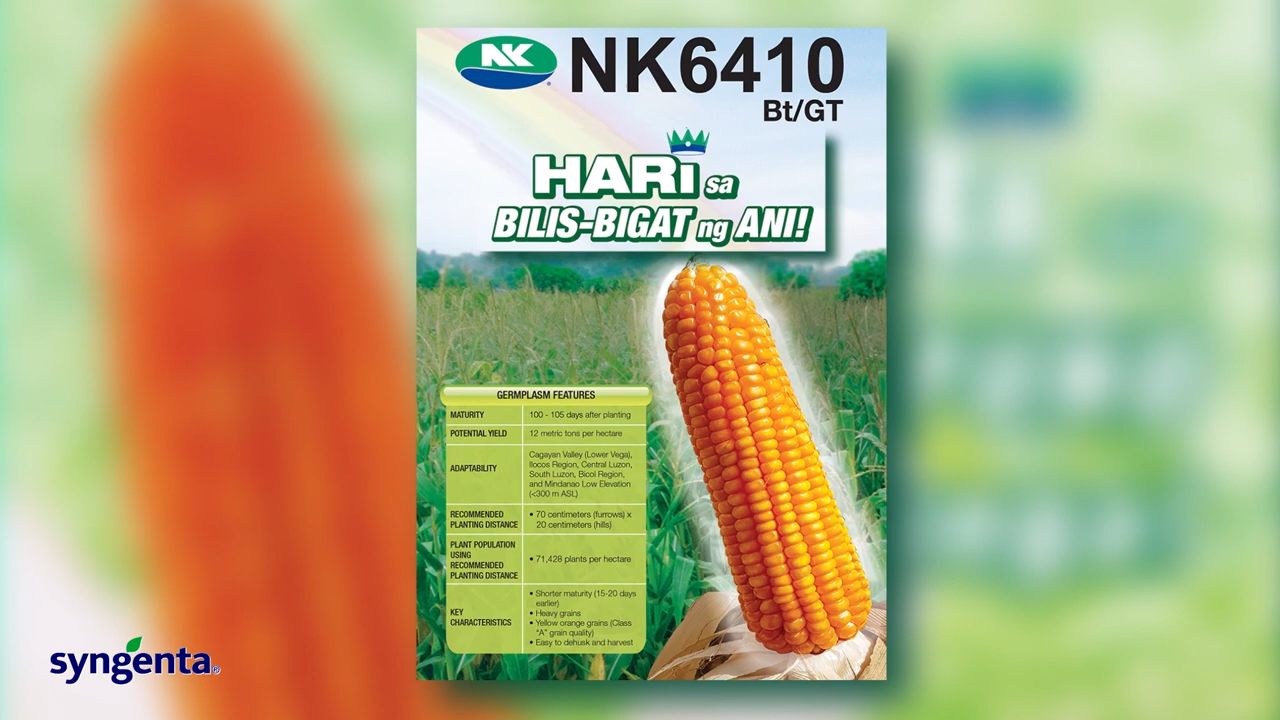 NK
NK6410
Bt/GT
HARi sa
BILIS-BIGAT ng ANI!
GERMPLASM FEATURES
MATURITY
100 - 105 days after planting
POTENTIAL YIELD
12 metric tons per hectare
ADAPTABILITY
Cagayan Valley (Lower Vega),
Ilocos Region, Central Luzon,
South Luzon, Bicol Region,
and Mindanao Low Elevation
(<300 m ASL)
RECOMMENDED
PLANTING DISTANCE
• 70 centimeters (furrows) x
20 centimeters (hills)
PLANT POPULATION
USING
RECOMMENDED
PLANTING DISTANCE
• 71,428 plants per hectare
KEY
CHARACTERISTICS
• Shorter maturity (15-20 days
earlier)
• Heavy grains
• Yellow orange grains (Class
"A" grain quality)
• Easy to dehusk and harvest
syngenta®